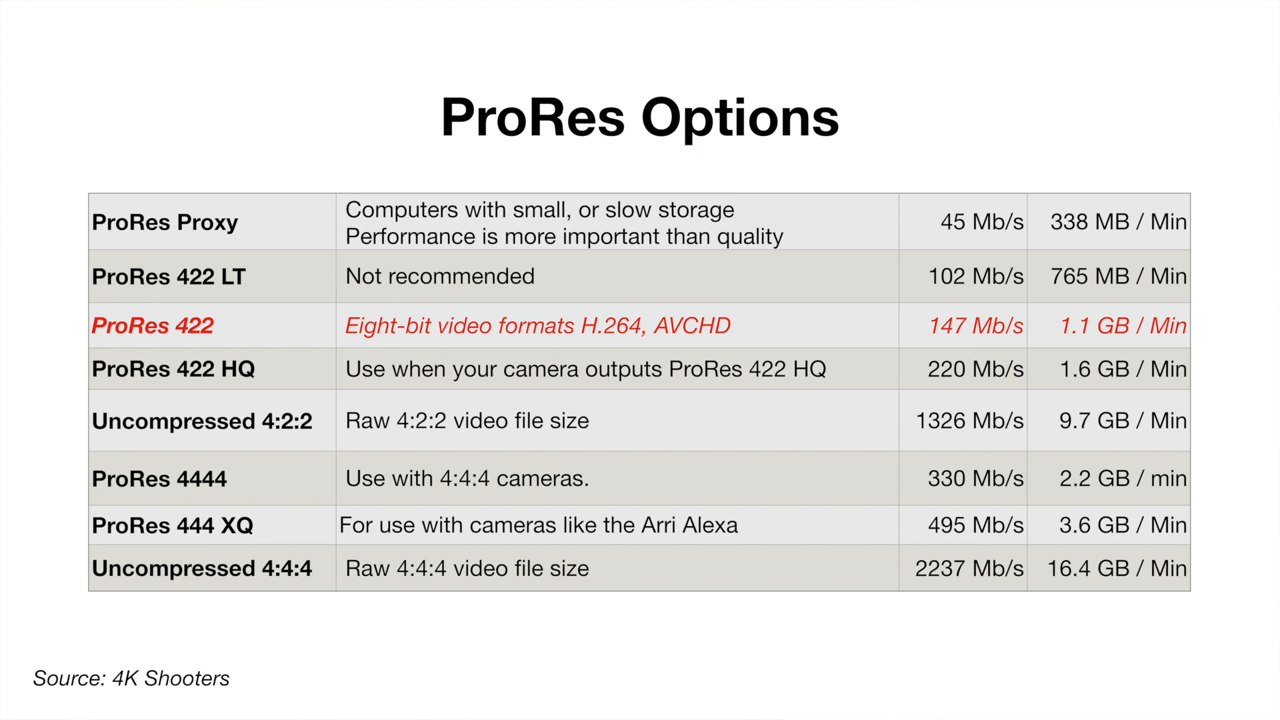 ProRes Options
ProRes Proxy Computers with small, or slow storage 45 Mb/s 338 MB / Min
Performance is more important than quality
ProRes 422 LT Not recommended 102 Mb/s 765 MB / Min
ProRes 422 Eight-bit video formats H.264, AVCHD 147 Mb/s 1.1 GB / Min
ProRes 422 HQ Use when your camera outputs ProRes 422 HQ 220 Mb/s 1.6 GB / Min
Uncompressed 4:2:2 Raw 4:2:2 video file size 1326 Mb/s 9.7 GB / Min
ProRes 4444 Use with 4:4:4 cameras. 330 Mb/s 2.2 GB / min
ProRes 444 XQ For use with cameras like the Arri Alexa 495 Mb/s 3.6 GB / Min
Uncompressed 4:4:4 Raw 4:4:4 video file size 2237 Mb/s 16.4 GB / Min
Source: 4K Shooters